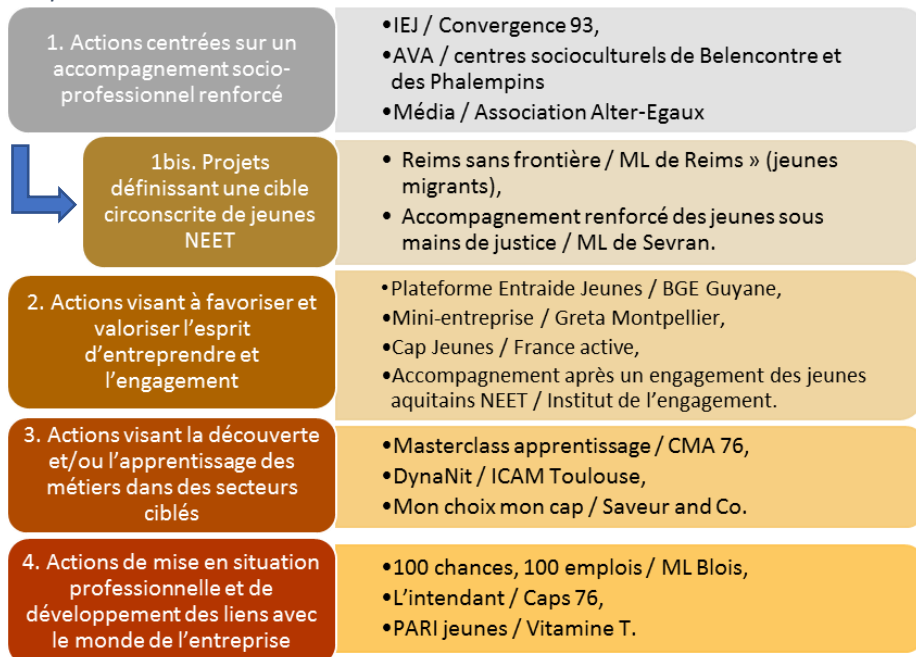 1. Actions centrées sur un
accompagnement socio-
professionnel renforcé
•IEJ / Convergence 93,
•AVA / centres socioculturels de Belencontre et
des Phalempins
•Média / Association Alter-Egaux
1bis. Projets
définissant une cible
circonscrite de jeunes
NEET
• Reims sans frontière / ML de Reims » (jeunes
migrants),
• Accompagnement renforcé des jeunes sous
mains de justice / ML de Sevran.
2. Actions visant à favoriser et
valoriser l’esprit
d’entreprendre et
l’engagement
•Plateforme Entraide Jeunes / BGE Guyane,
•Mini-entreprise / Greta Montpellier,
•Cap Jeunes / France active,
•Accompagnement après un engagement des jeunes
aquitains NEET / Institut de l’engagement.
3. Actions visant la découverte
et/ou l’apprentissage des
métiers dans des secteurs
ciblés
•Masterclass apprentissage / CMA 76,
•DynaNit / ICAM Toulouse,
•Mon choix mon cap / Saveur and Co.
4. Actions de mise en situation
professionnelle et de
développement des liens avec
le monde de l’entreprise
•100 chances, 100 emplois / ML Blois,
•L’intendant / Caps 76,
•PARI jeunes / Vitamine T.